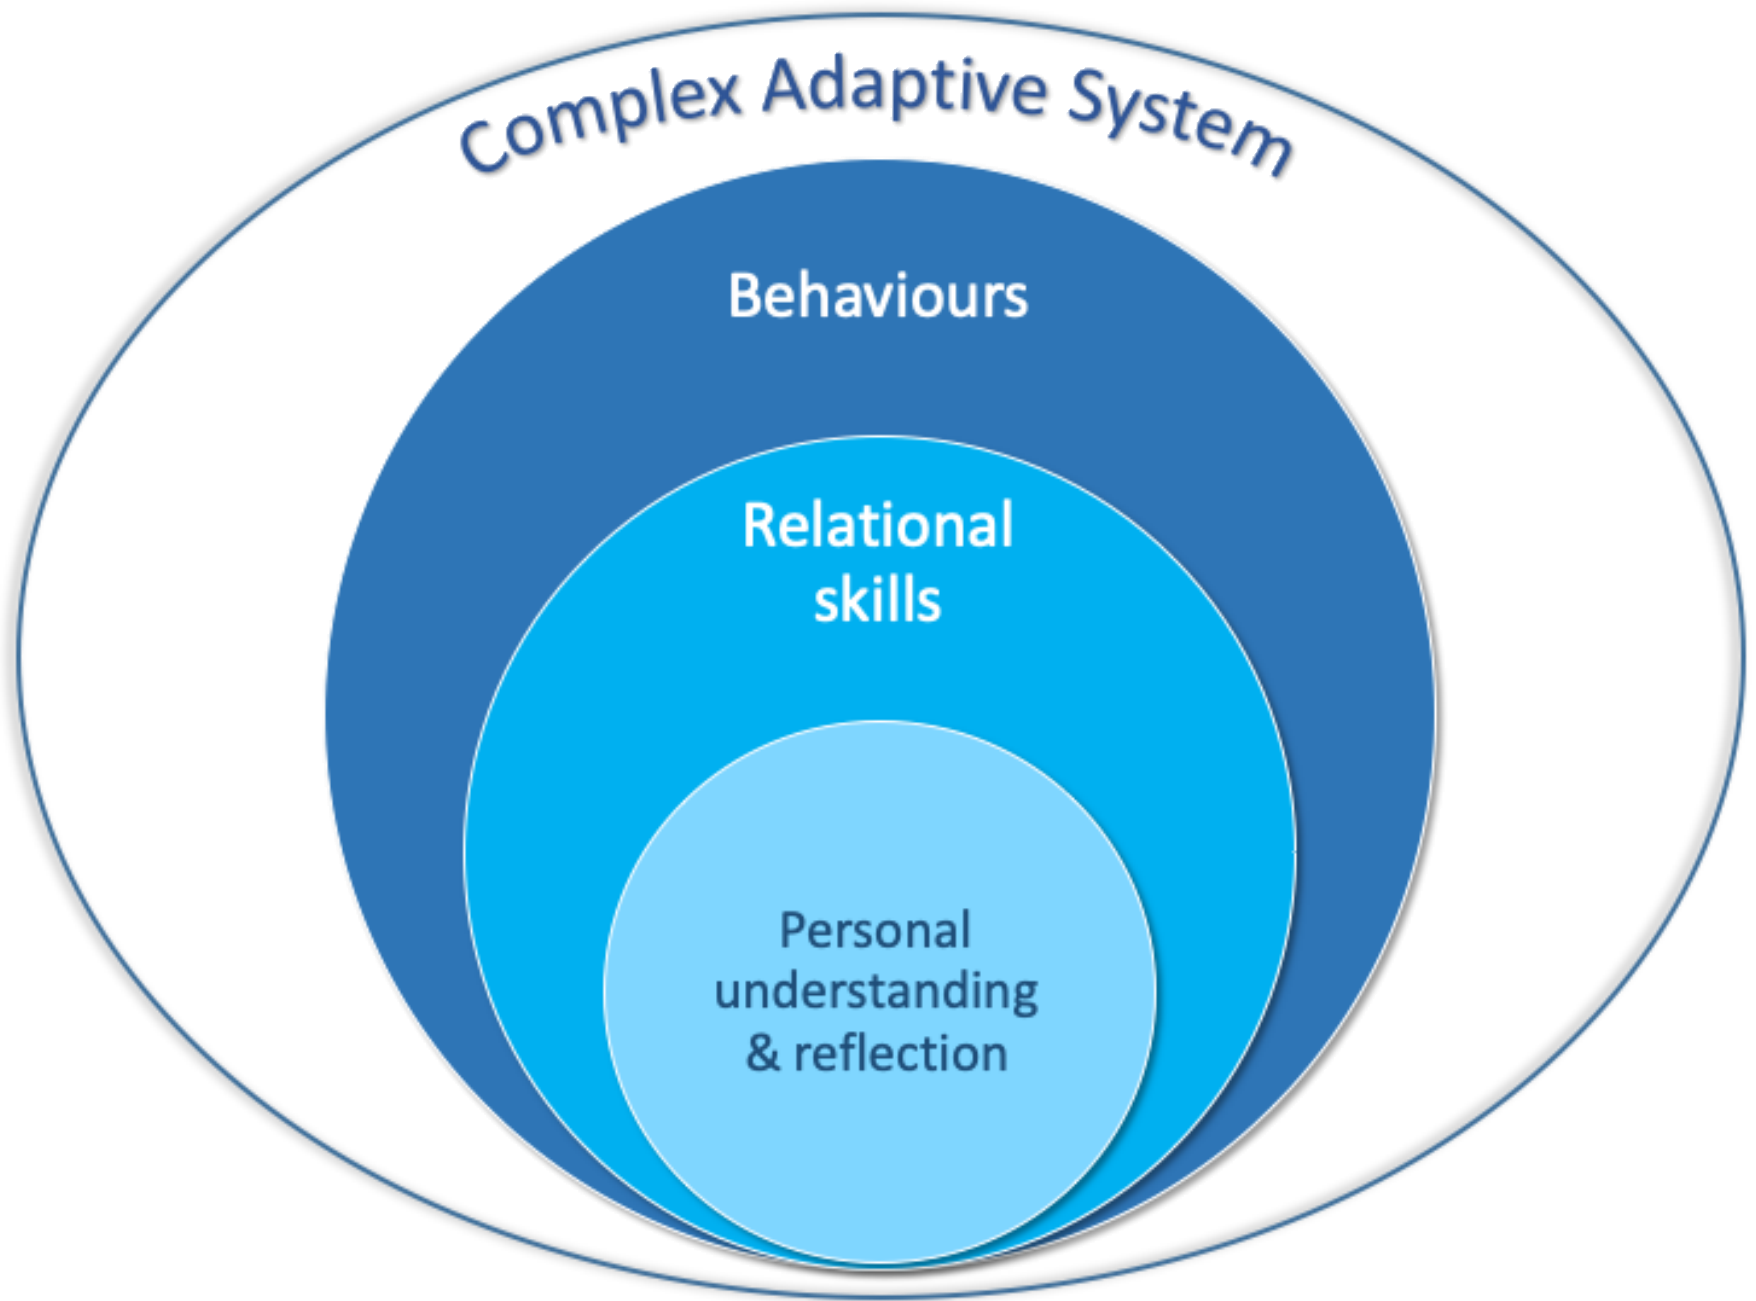 Complex Adaptive System
Behaviours
Relational
skills
Personal
understanding
& reflection